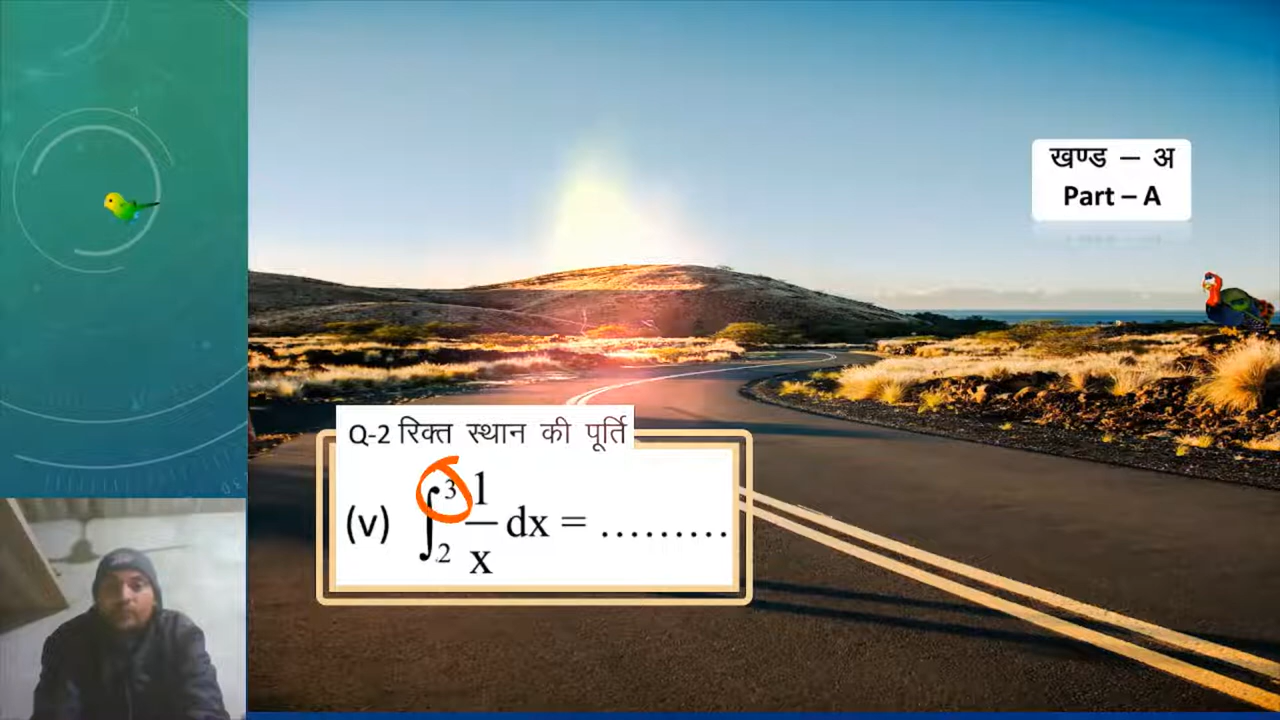 खण्ड – अ
Part – A
Q-2 रिक्त स्थान की पूर्ति
(v) ∫₂³ 1/x dx = .........